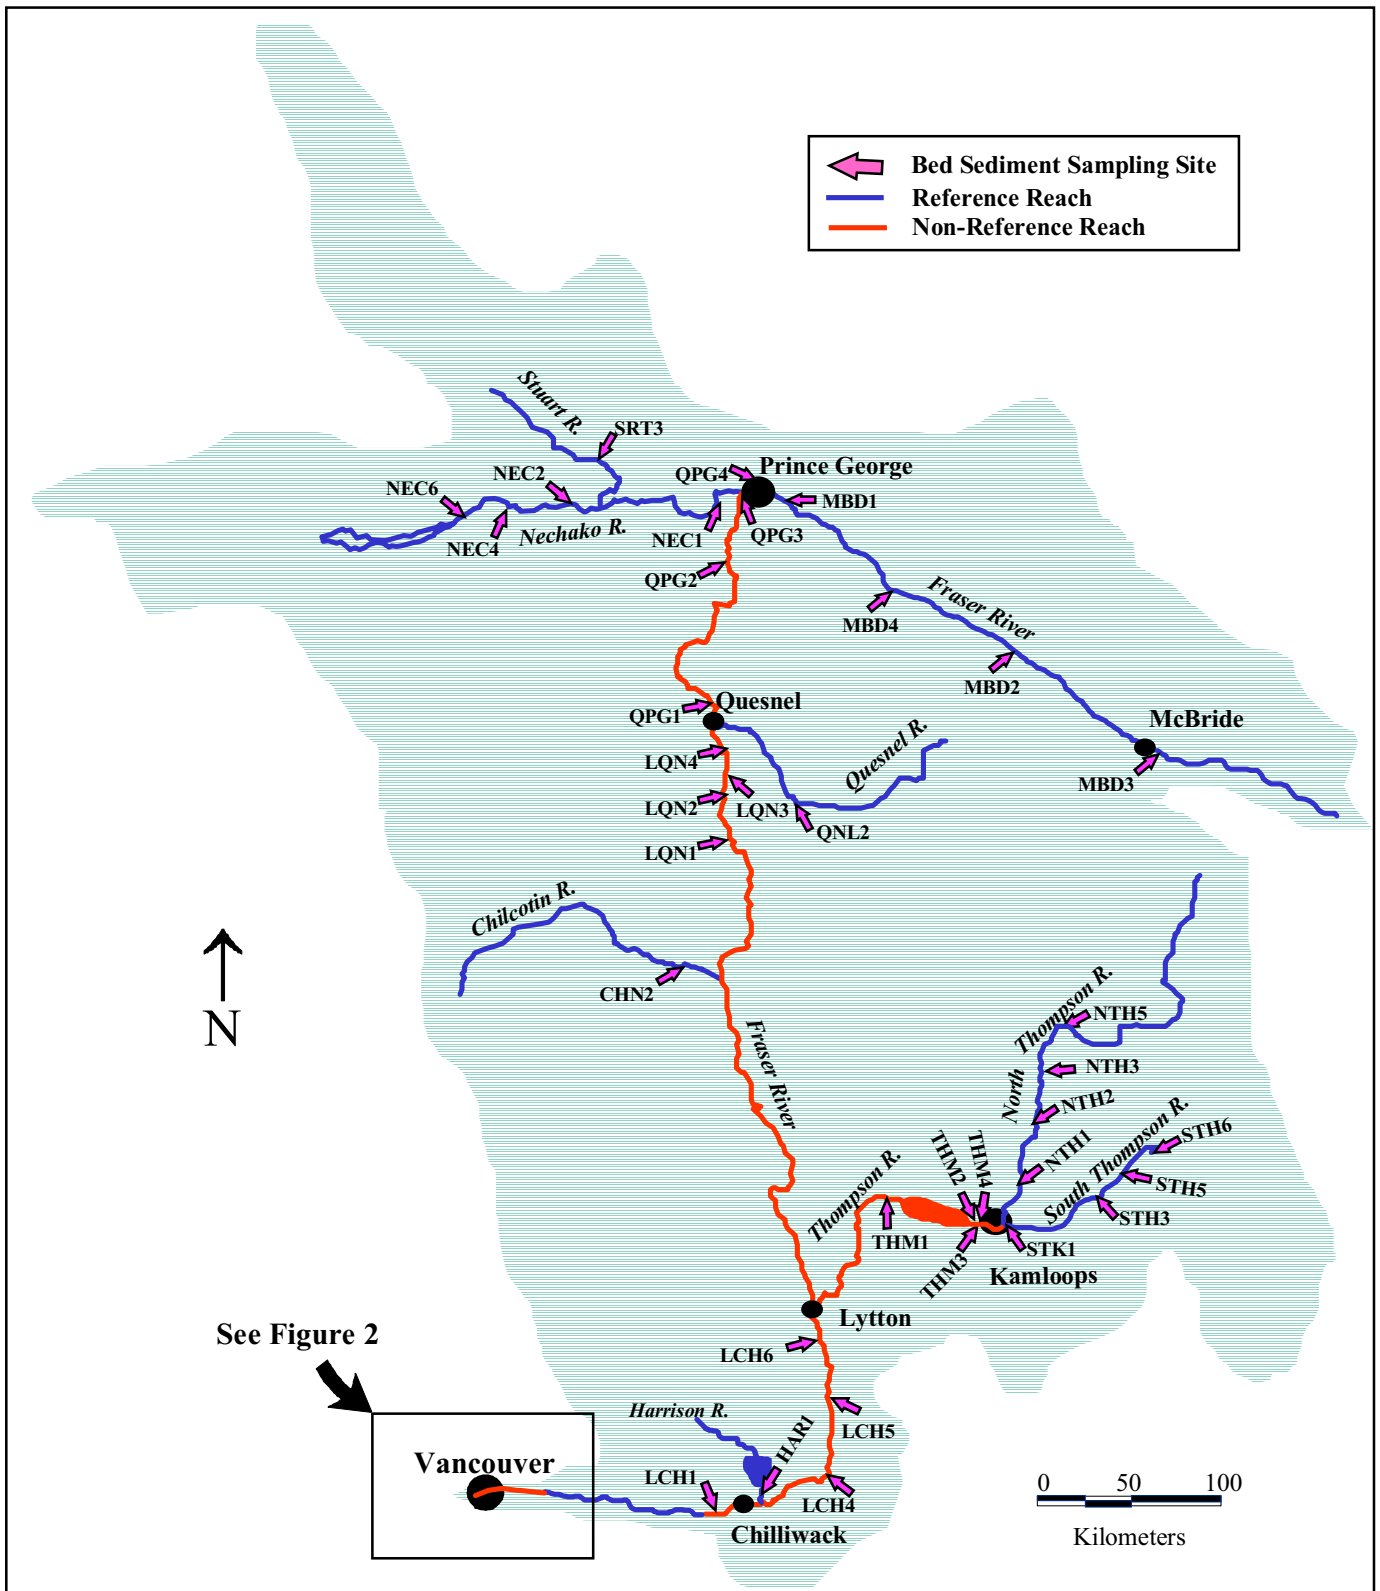 Bed Sediment Sampling Site
Reference Reach
Non-Reference Reach
Stuart R.
SRT3
QPG4
Prince George
NEC2
NEC6
MBD1
NEC4
Nechako R.
NEC1
QPG3
QPG2
Fraser River
MBD4
MBD2
Quesnel
QPG1
McBride
Quesnel R.
LQN4
MBD3
LQN2
LQN3
QNL2
LQN1
Chilcotin R.
CHN2
N
Fraser River
North
Thompson R.
NTH5
NTH3
NTH2
NTH1
South Thompson R.
STH6
STH5
STH3
THM2
THM4
Thompson R.
THM1
THM3
STK1
Kamloops
Lytton
See Figure 2
LCH6
Harrison R.
HAR1
LCH5
Vancouver
LCH1
LCH4
Chilliwack
0 50 100
Kilometers